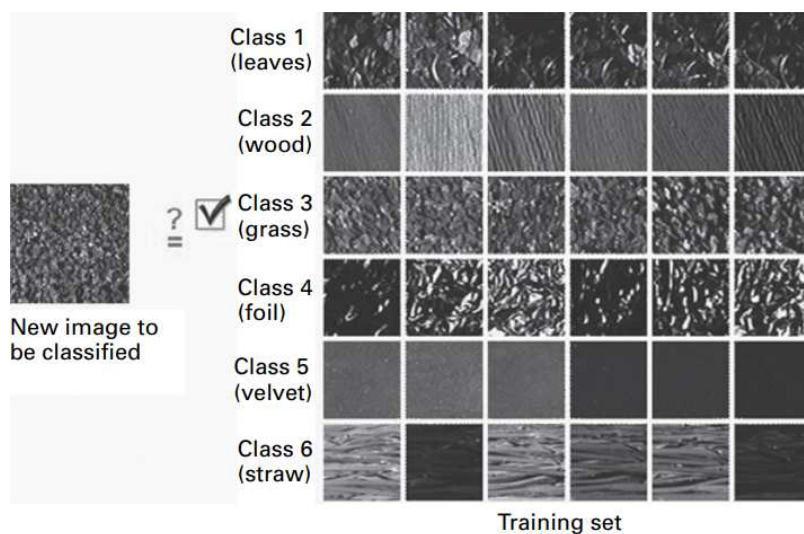 Class 1
(leaves)
Class 2
(wood)
Class 3
(grass)
Class 4
(foil)
Class 5
(velvet)
Class 6
(straw)
?
=
New image to
be classified
Training set